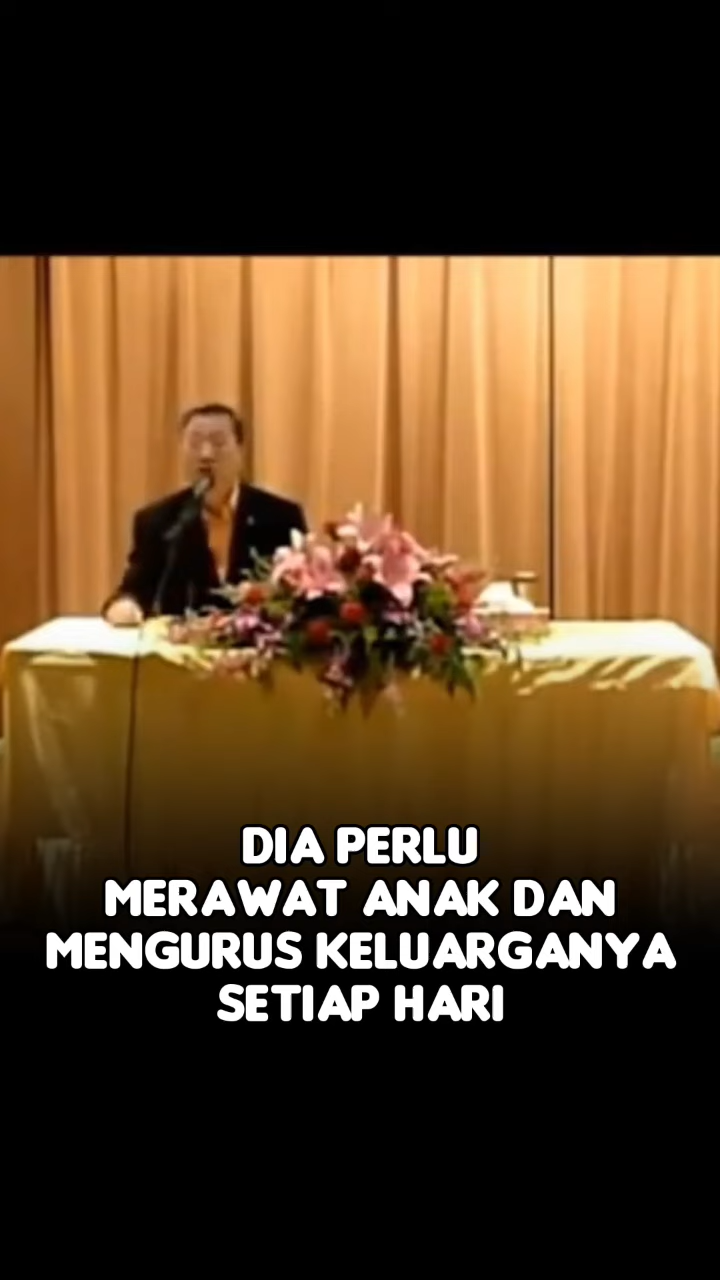 DIA PERLU
MERAWAT ANAK DAN
MENGURUS KELUARGANYA
SETIAP HARI